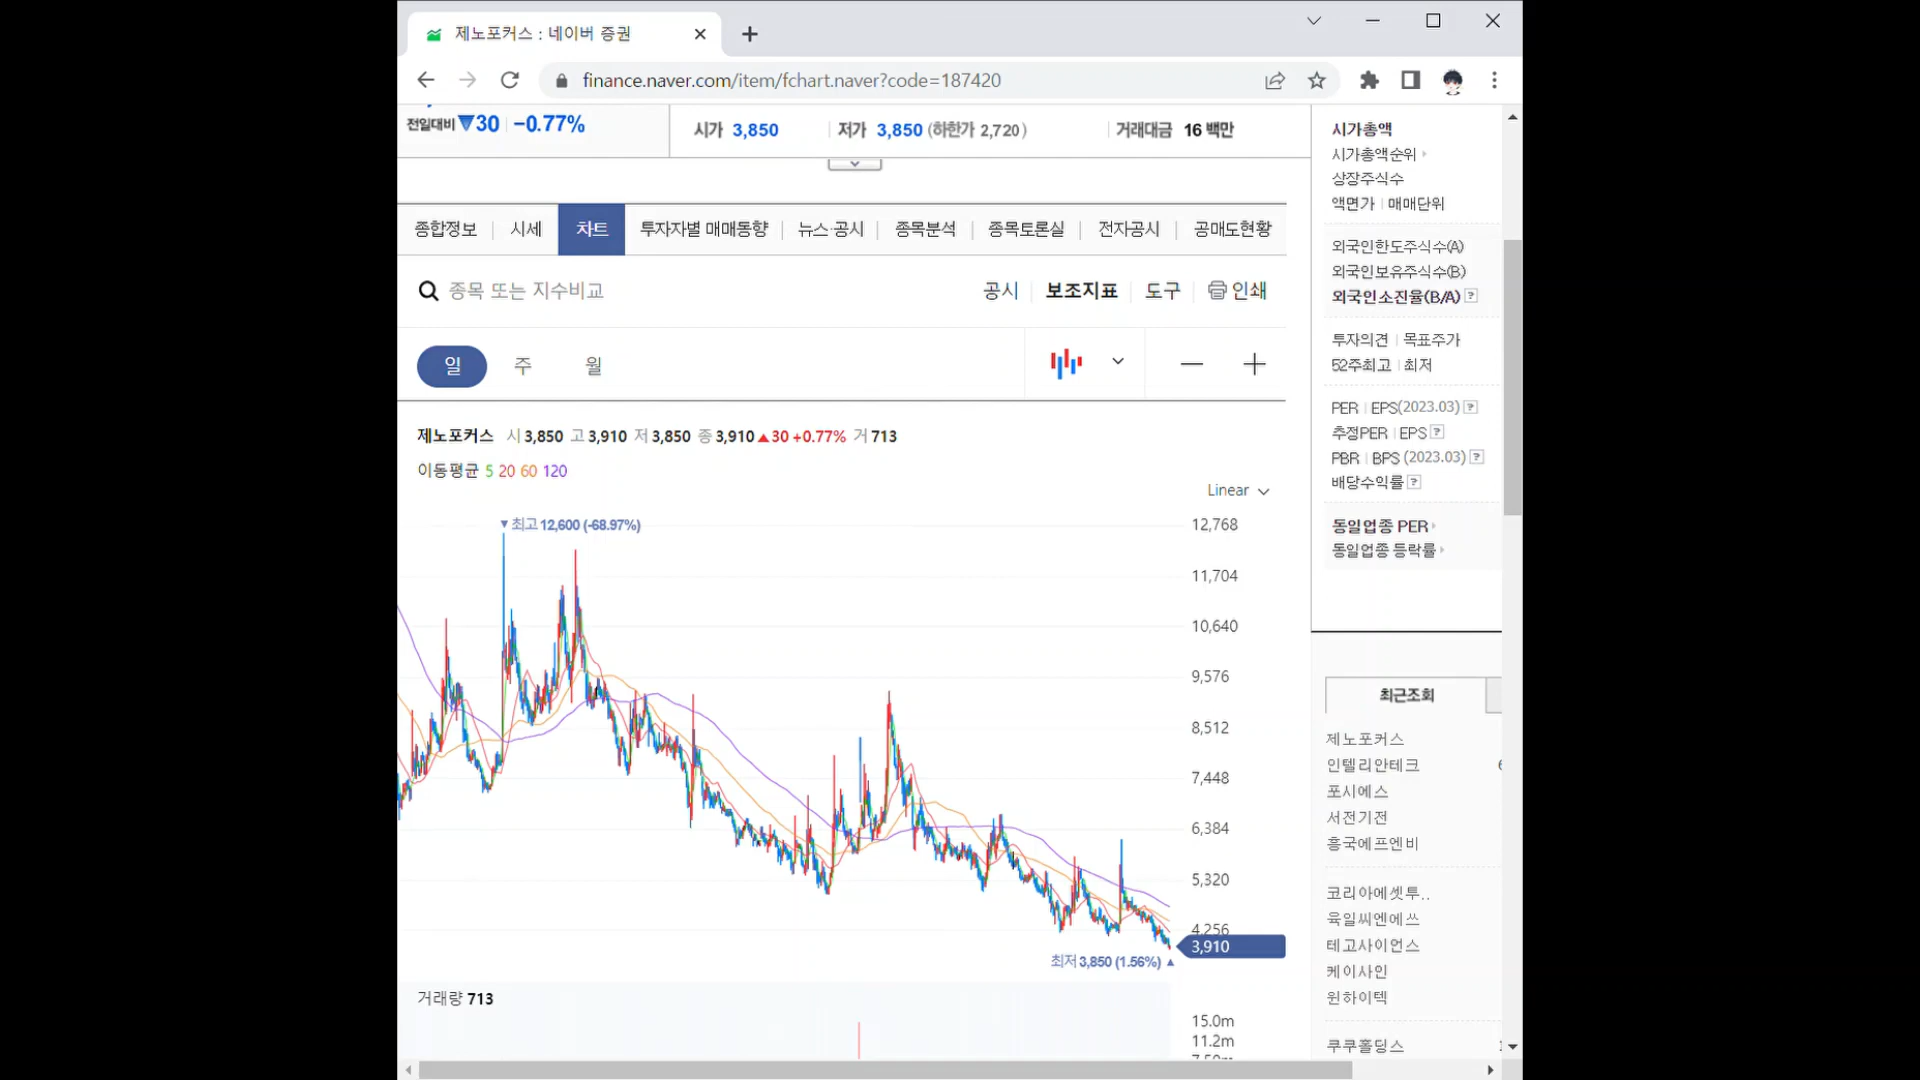 제노포커스 : 네이버 증권
finance.naver.com/item/fchart.naver?code=187420
전일대비 ▼30 | −0.77%
시가 3,850
저가 3,850 (하한가 2,720)
거래대금 16 백만
종합정보
시세
차트
투자자별 매매동향
뉴스·공시
종목분석
종목토론실
전자공시
공매도현황
종목 또는 지수비교
공시
보조지표
도구
인쇄
일
주
월
제노포커스 시 3,850 고 3,910 저 3,850 종 3,910 ▲30 +0.77% 거 713
이동평균 5 20 60 120
Linear
▼최고 12,600 (-68.97%)
12,768
11,704
10,640
9,576
8,512
7,448
6,384
5,320
4,256
3,910
최저 3,850 (1.56%) ▲
거래량 713
15.0m
11.2m
시가총액
시가총액순위
상장주식수
액면가 | 매매단위
외국인한도주식수(A)
외국인보유주식수(B)
외국인소진율(B/A) ?
투자의견 | 목표주가
52주최고 | 최저
PER | EPS(2023.03) ?
추정PER | EPS ?
PBR | BPS (2023.03) ?
배당수익률 ?
동일업종 PER
동일업종 등락률
최근조회
제노포커스
인텔리안테크
포시에스
서전기전
흥국에프엔비
코리아에셋투..
육일씨엔에쓰
테고사이언스
케이사인
윈하이텍
쿠쿠홀딩스